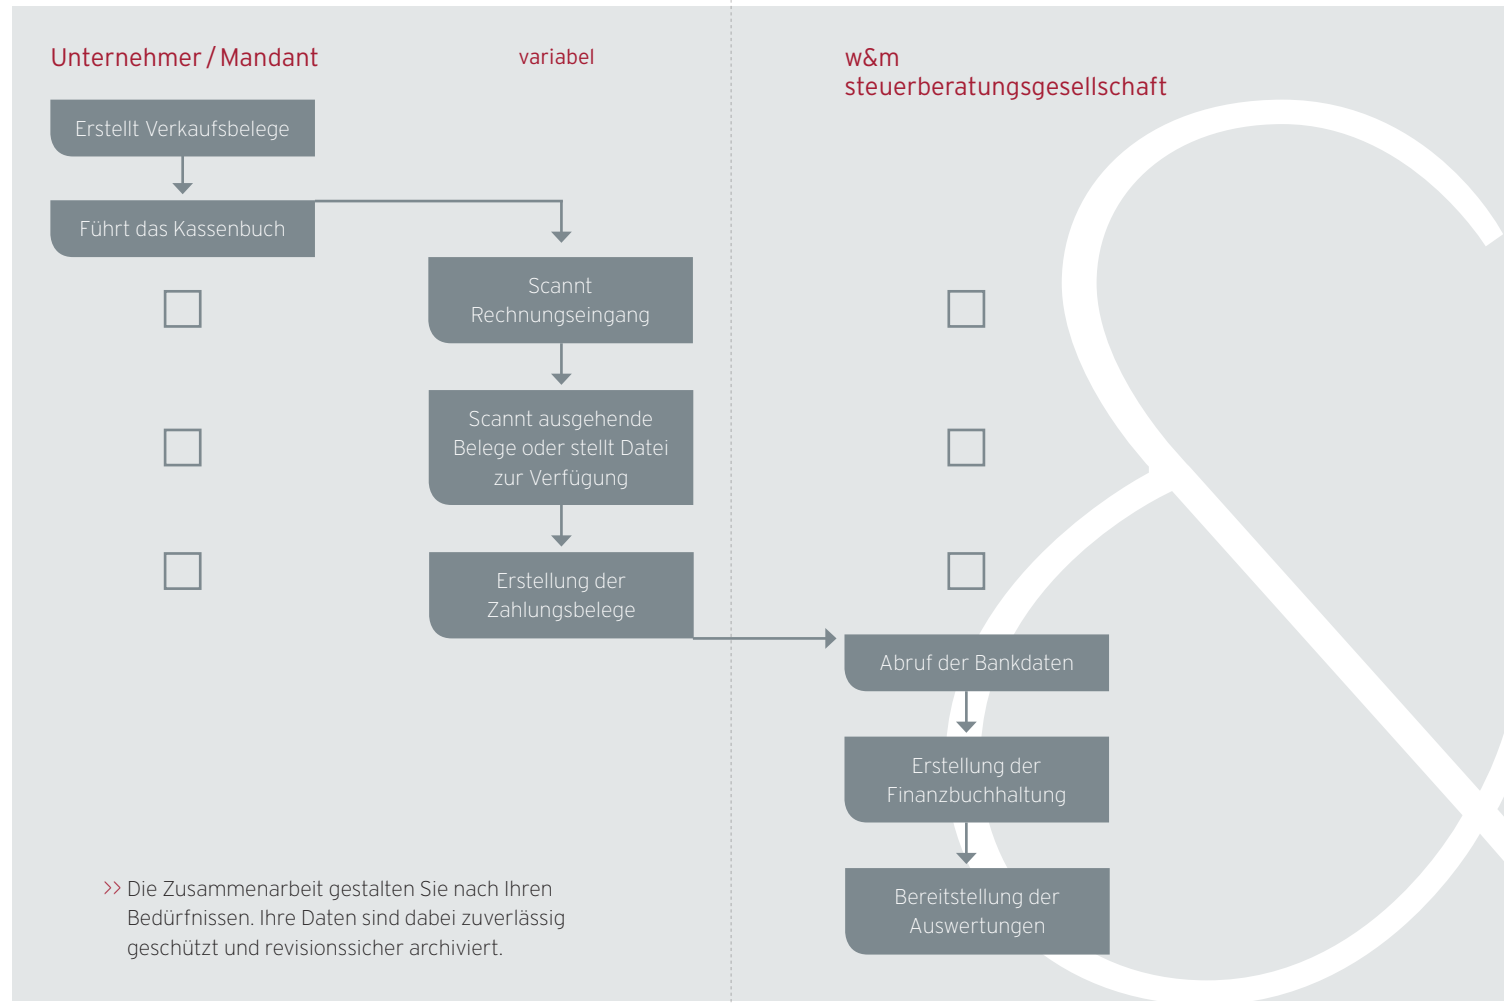 Unternehmer / Mandant
variabel
w&m
steuerberatungsgesellschaft
Erstellt Verkaufsbelege
Führt das Kassenbuch
Scannt
Rechnungseingang
Scannt ausgehende
Belege oder stellt Datei
zur Verfügung
Erstellung der
Zahlungsbelege
Abruf der Bankdaten
Erstellung der
Finanzbuchhaltung
Bereitstellung der
Auswertungen
>> Die Zusammenarbeit gestalten Sie nach Ihren
Bedürfnissen. Ihre Daten sind dabei zuverlässig
geschützt und revisionssicher archiviert.
&